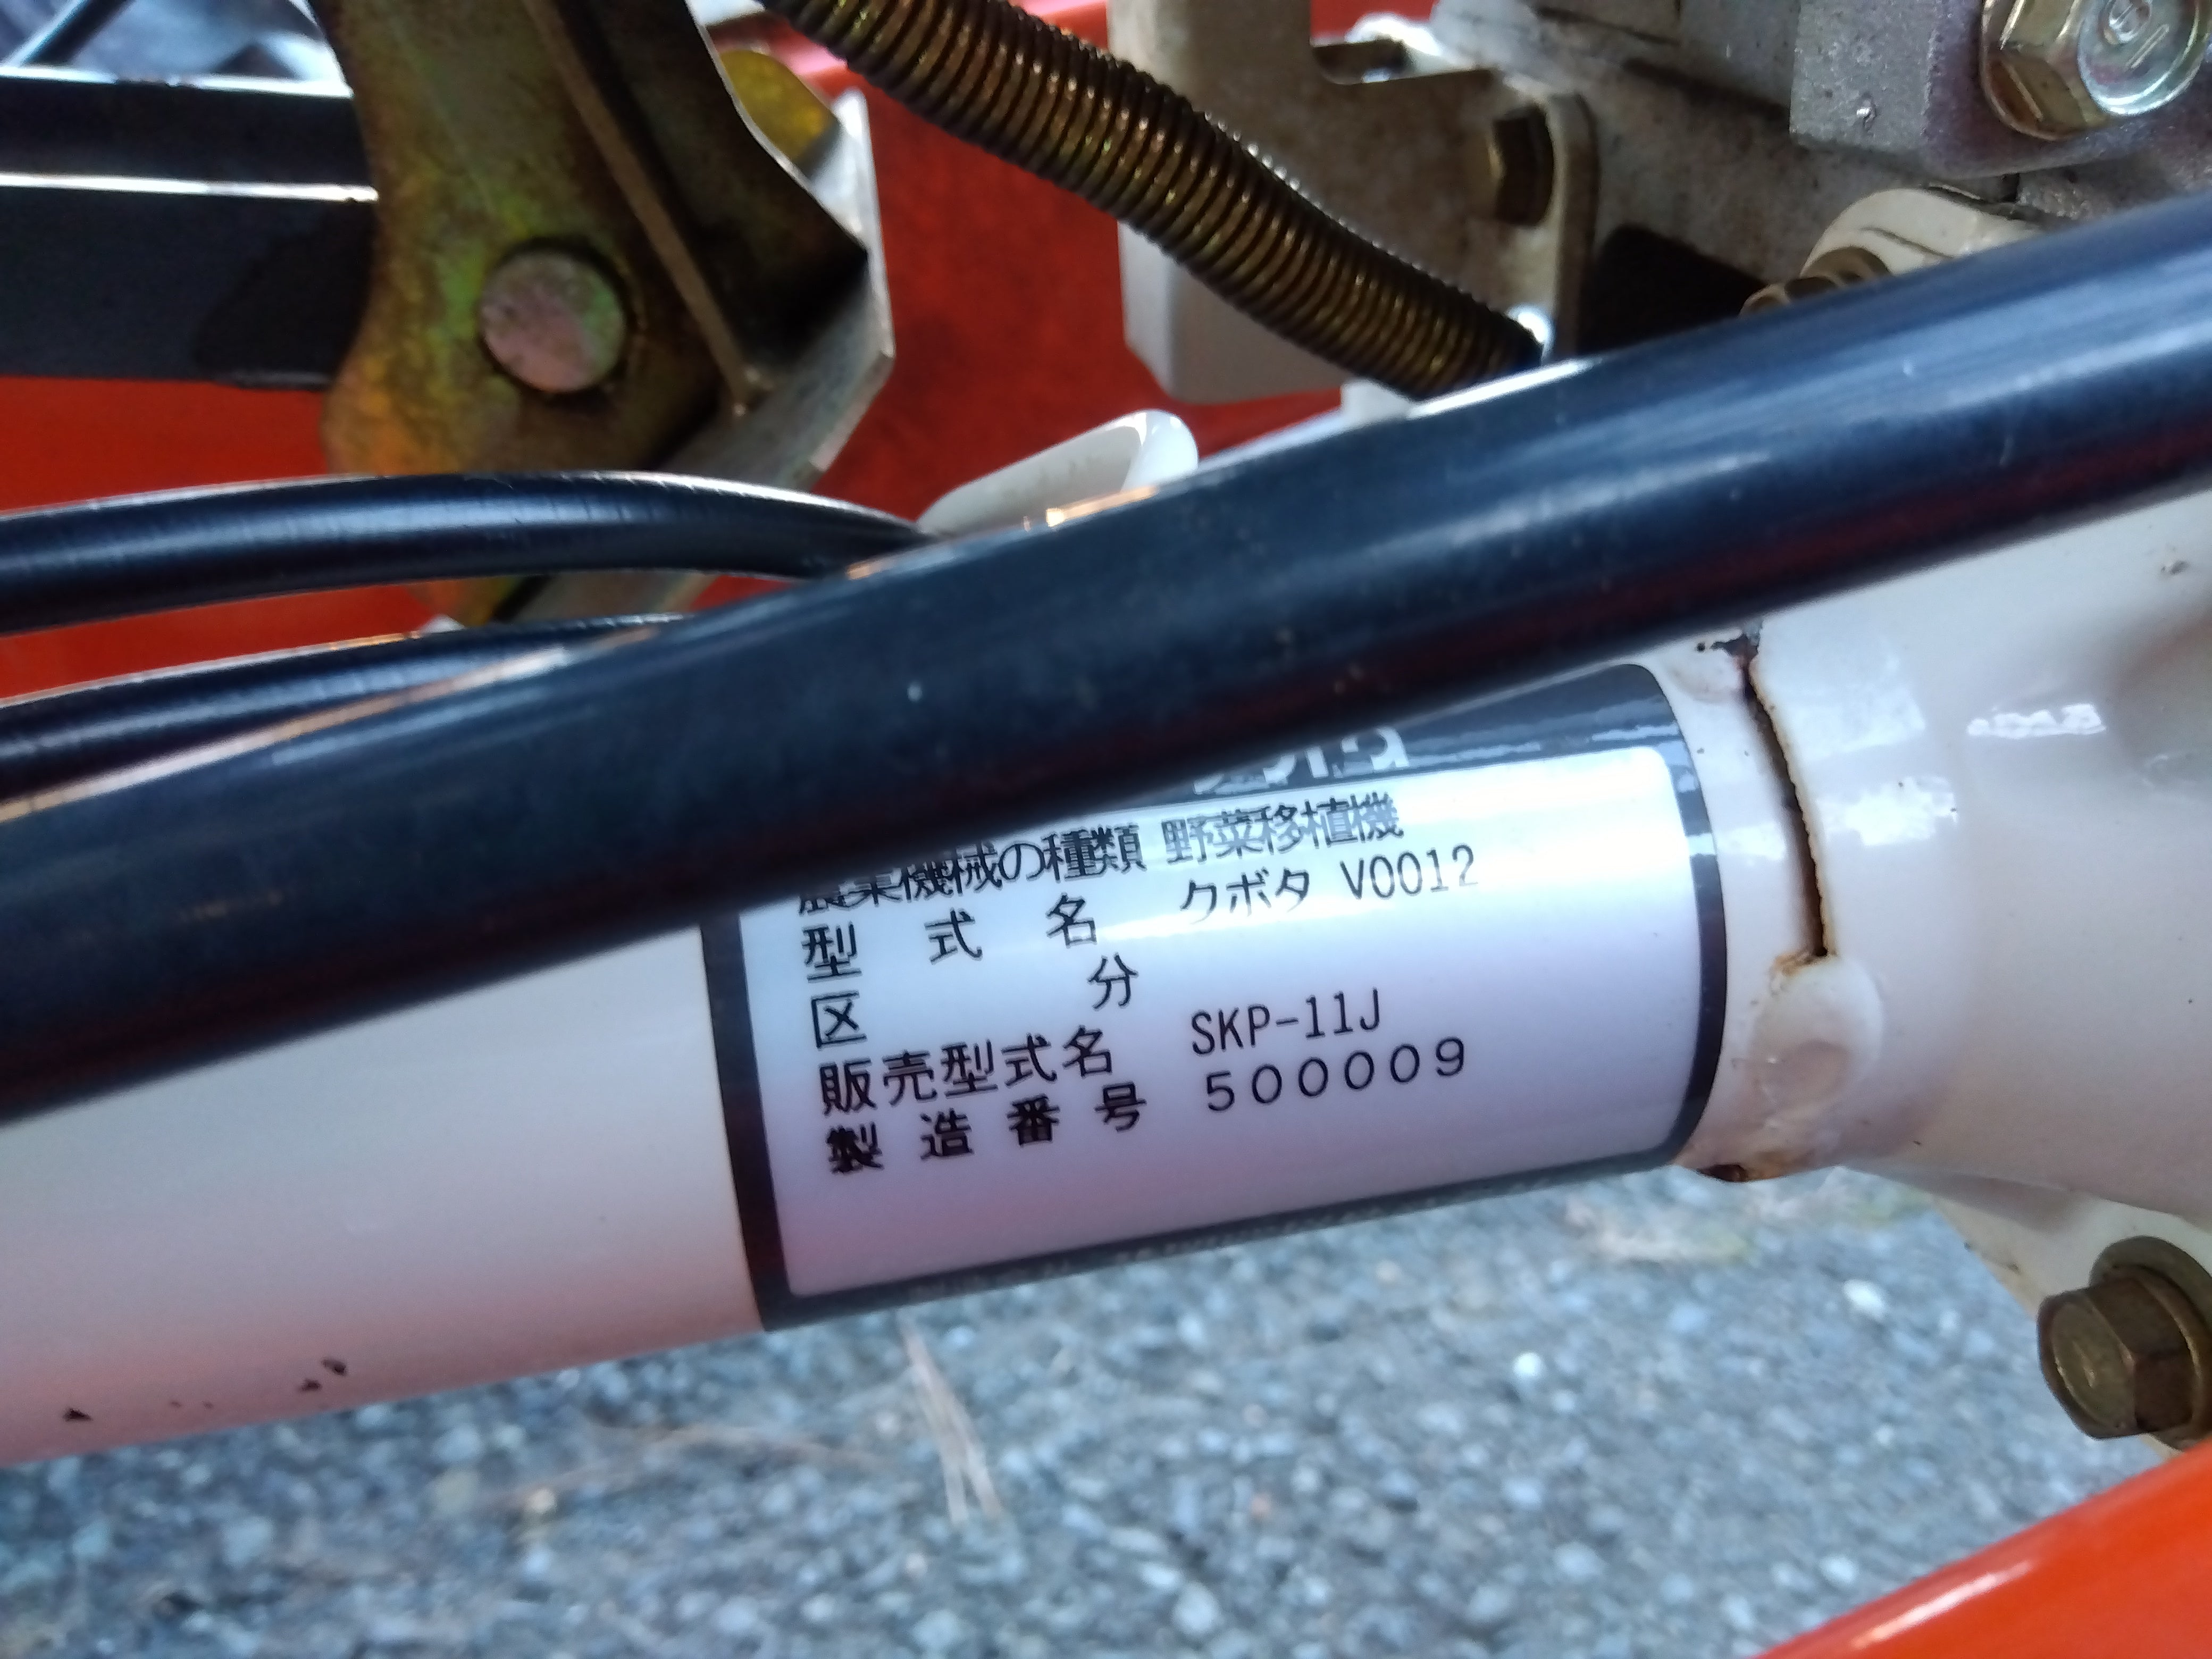 農業機械の種類 野菜移植機
型式名 クボタ V0012
区分
販売型式名 SKP-11J
製造番号 500009